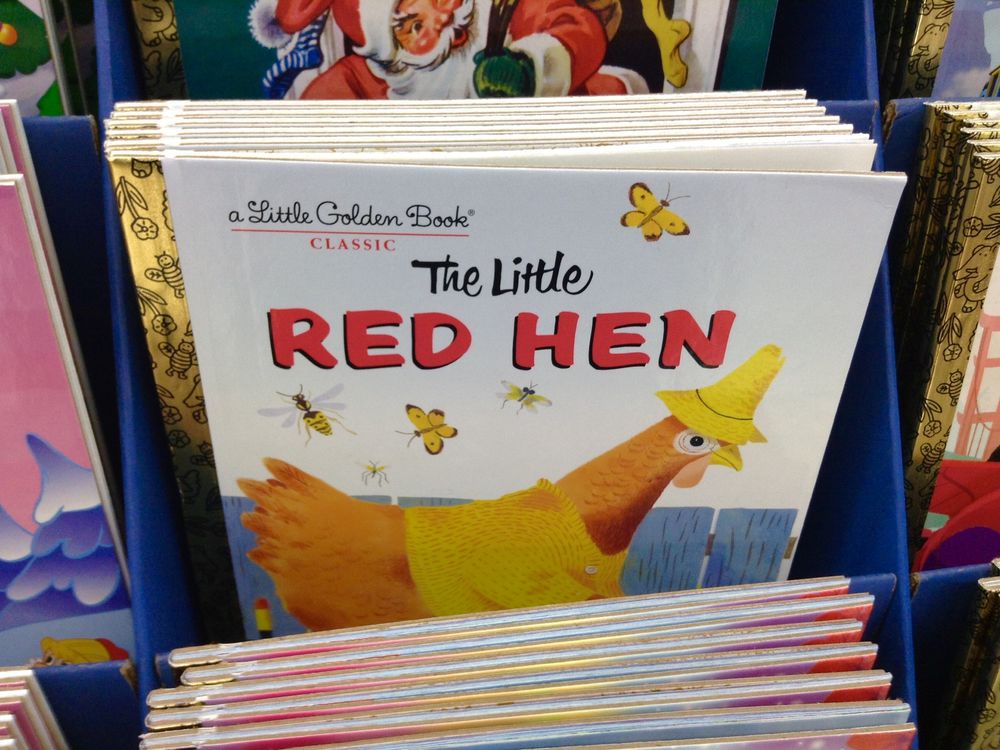 a Little Golden Book®
CLASSIC
The Little
RED HEN